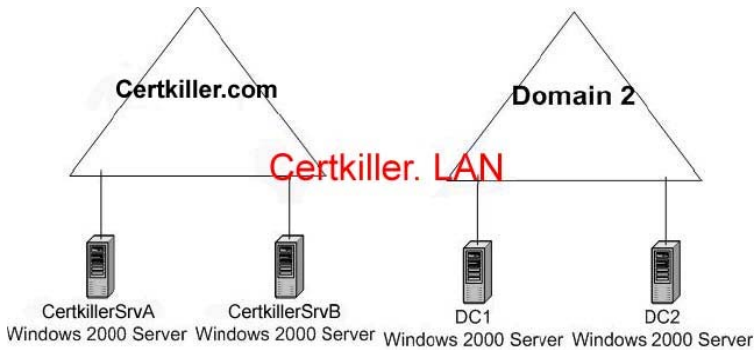 Certkiller.com
Domain 2
Certkiller. LAN
CertkillerSrvA
Windows 2000 Server
CertkillerSrvB
Windows 2000 Server
DC1
Windows 2000 Server
DC2
Windows 2000 Server